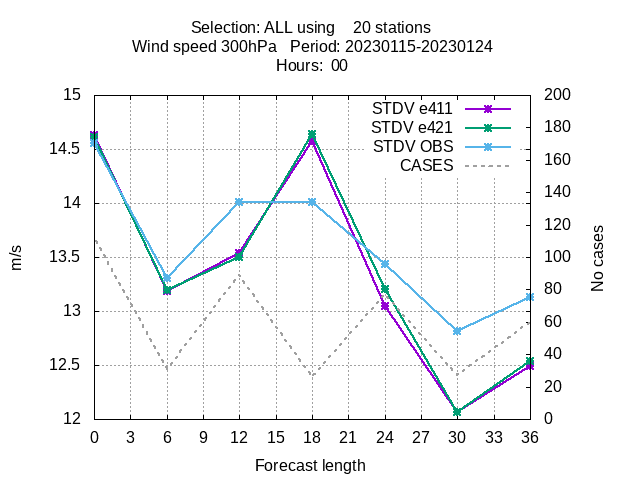 Selection: ALL using    20 stations
Wind speed 300hPa   Period: 20230115-20230124
Hours:  00
15
14.5
14
13.5
13
12.5
12
m/s
STDV e411
STDV e421
STDV OBS
CASES
200
180
160
140
120
100
80
60
40
20
0
No cases
0 3 6 9 12 15 18 21 24 27 30 33 36
Forecast length